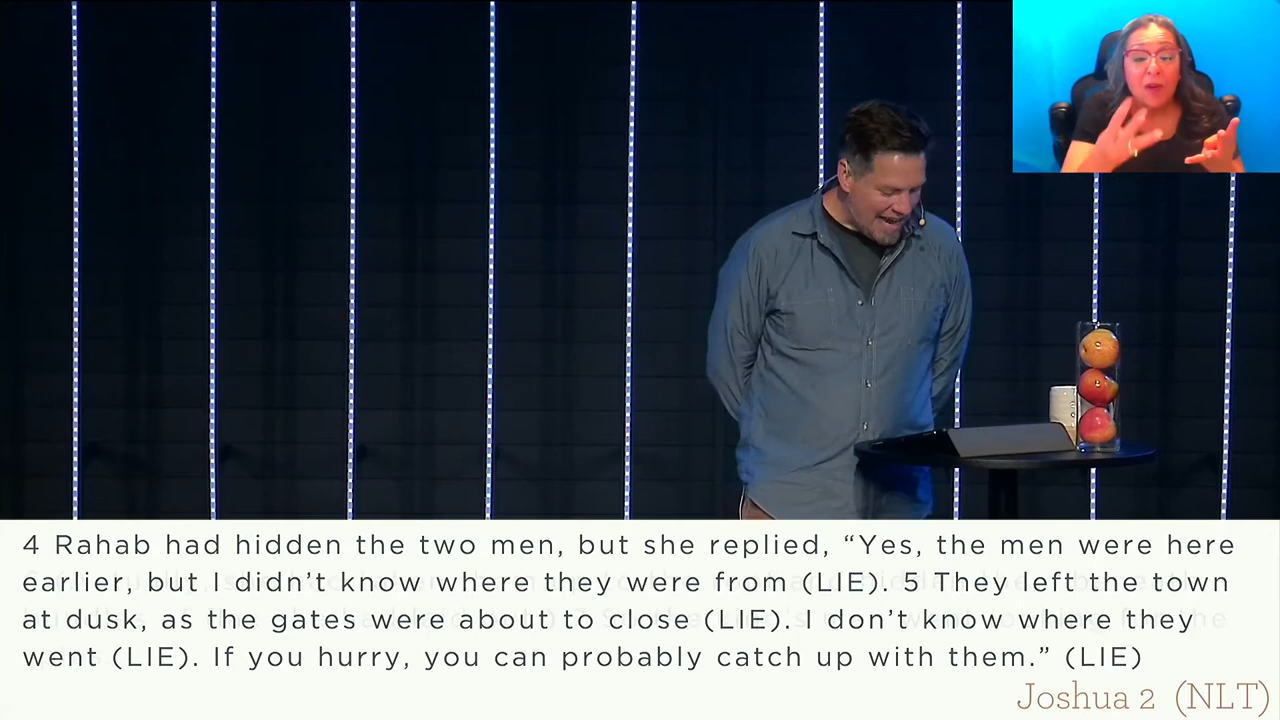 4 Rahab had hidden the two men, but she replied, “Yes, the men were here
earlier, but I didn’t know where they were from (LIE). 5 They left the town
at dusk, as the gates were about to close (LIE). I don’t know where they
went (LIE). If you hurry, you can probably catch up with them.” (LIE)
Joshua 2 (NLT)